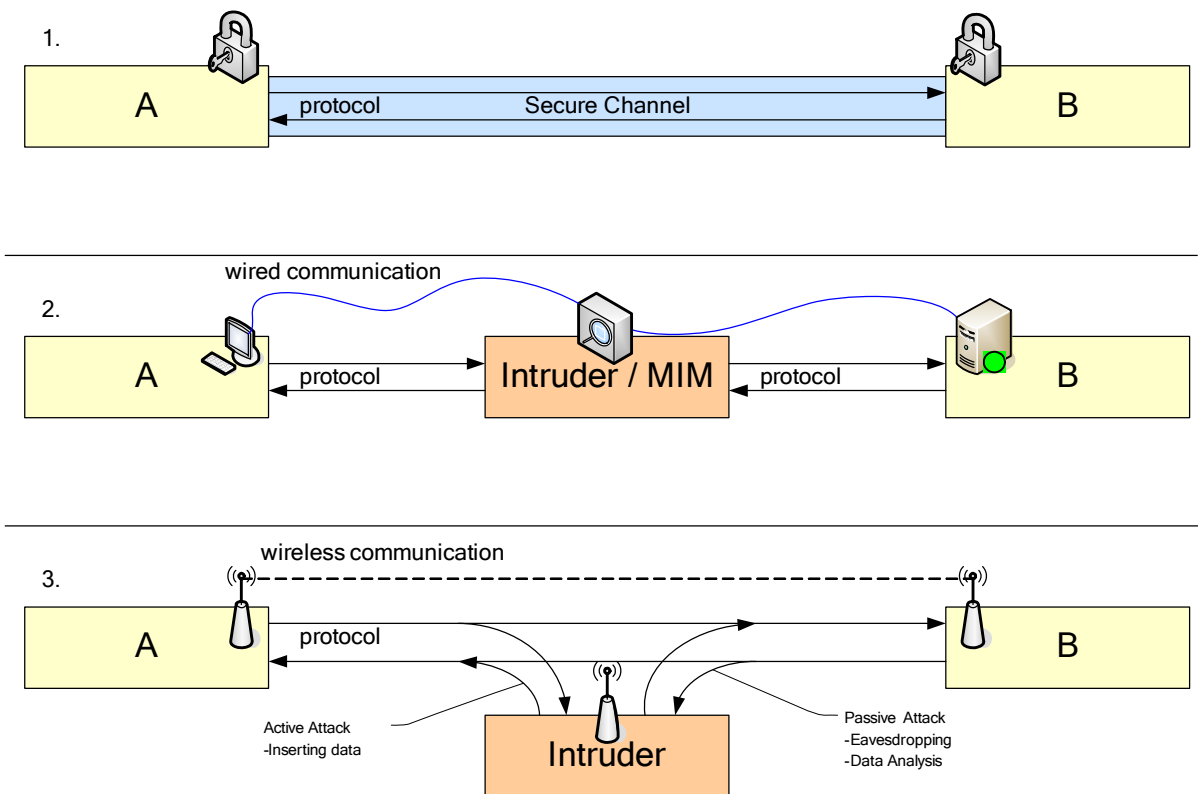 1.
A
protocol
Secure Channel
B
wired communication
2.
A
protocol
Intruder / MIM
protocol
B
wireless communication
3.
A
protocol
B
Active Attack
-Inserting data
Passive Attack
-Eavesdropping
-Data Analysis
Intruder